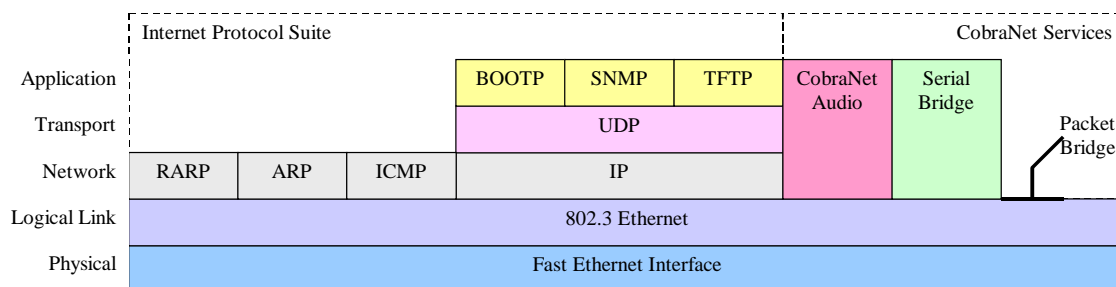 Internet Protocol Suite
CobraNet Services
Application
BOOTP
SNMP
TFTP
CobraNet
Audio
Serial
Bridge
Transport
UDP
Packet
Bridge
Network
RARP
ARP
ICMP
IP
Logical Link
802.3 Ethernet
Physical
Fast Ethernet Interface